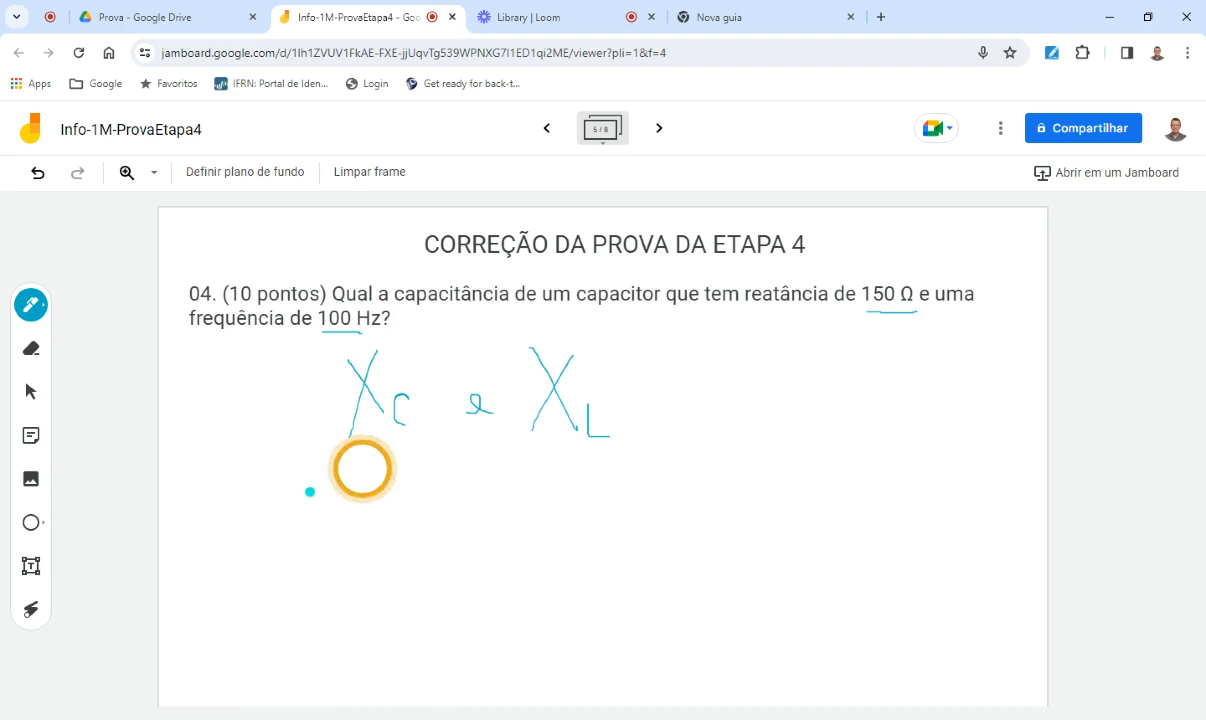 Prova - Google Drive
Info-1M-ProvaEtapa4 - Goo
Library | Loom
Nova guia
jamboard.google.com/d/1Ih1ZVUV1FkAE-FXE-jjUqvTg539WPNXG7I1ED1qi2ME/viewer?pli=1&f=4
Apps
Google
Favoritos
IFRN: Portal de Iden...
Login
Get ready for back-t...
Info-1M-ProvaEtapa4
5 / 8
Compartilhar
Definir plano de fundo
Limpar frame
Abrir em um Jamboard
CORREÇÃO DA PROVA DA ETAPA 4
04. (10 pontos) Qual a capacitância de um capacitor que tem reatância de 150 Ω e uma
frequência de 100 Hz?
XC e XL